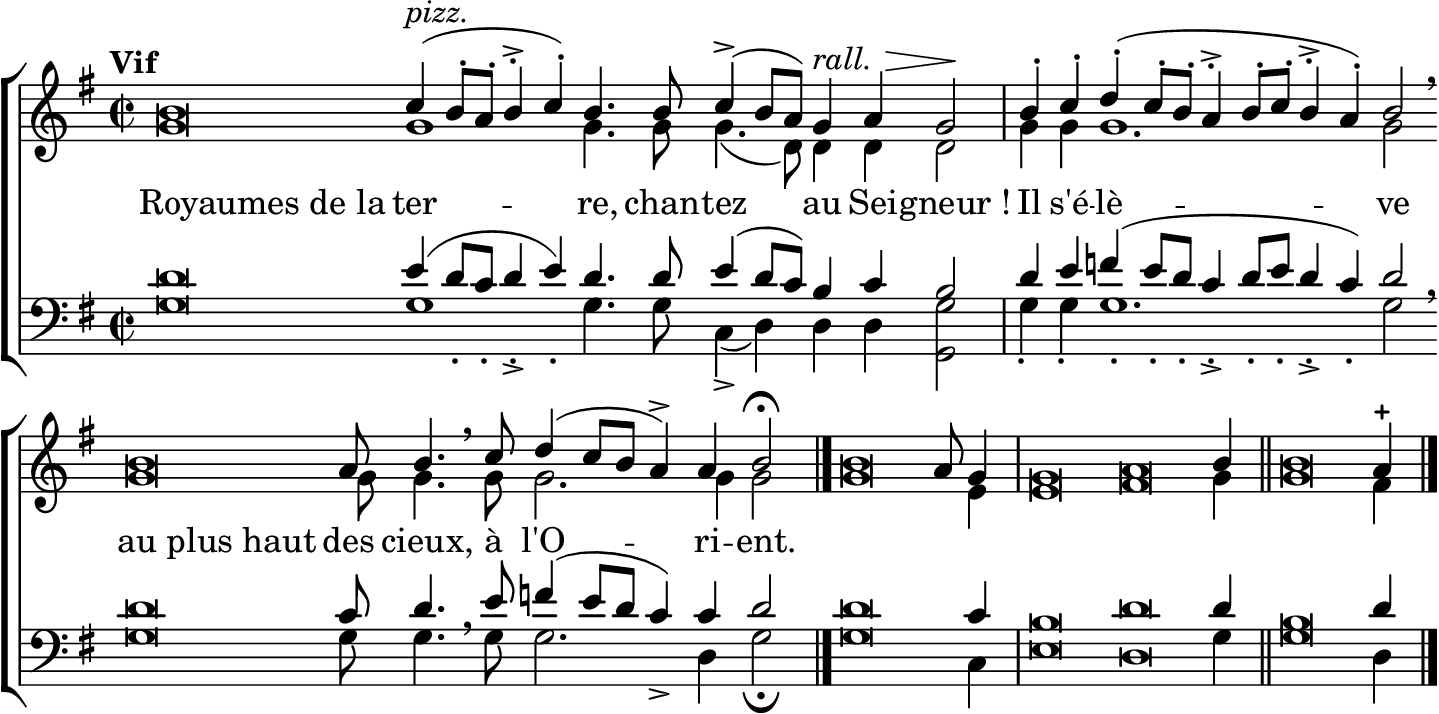 pizz.
Vif
rall.
Royaumes de la ter -- re, chantez au Seigneur ! Il s'é-lè -- ve
au plus haut des cieux, à l'O -- ri-ent.